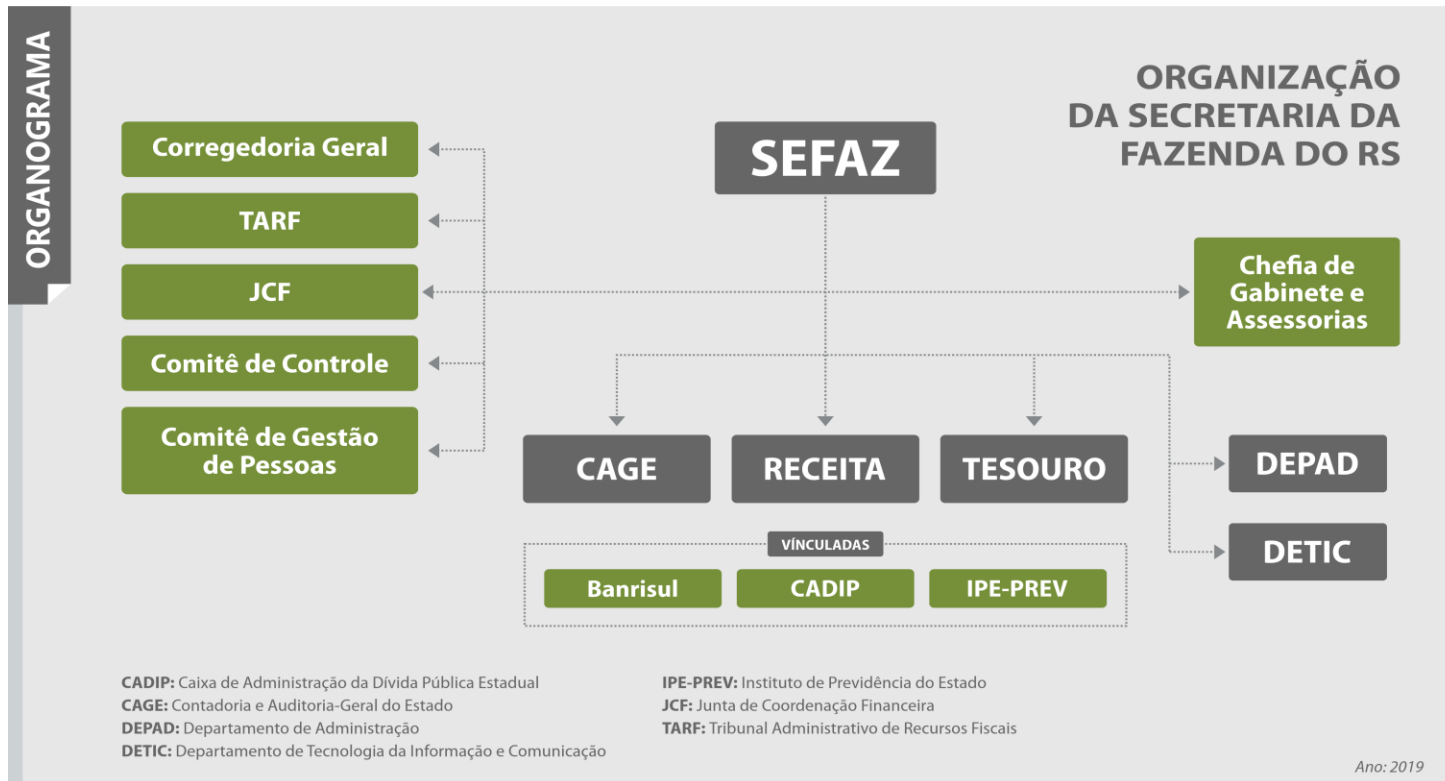 ORGANOGRAMA
ORGANIZAÇÃO
DA SECRETARIA DA
FAZENDA DO RS
SEFAZ
Corregedoria Geral
TARF
JCF
Comitê de Controle
Comitê de Gestão
de Pessoas
Chefia de
Gabinete e
Assessorias
CAGE
RECEITA
TESOURO
DEPAD
DETIC
VÍNCULADAS
Banrisul
CADIP
IPE-PREV
CADIP: Caixa de Administração da Dívida Pública Estadual
CAGE: Contadoria e Auditoria-Geral do Estado
DEPAD: Departamento de Administração
DETIC: Departamento de Tecnologia da Informação e Comunicação
IPE-PREV: Instituto de Previdência do Estado
JCF: Junta de Coordenação Financeira
TARF: Tribunal Administrativo de Recursos Fiscais
Ano: 2019